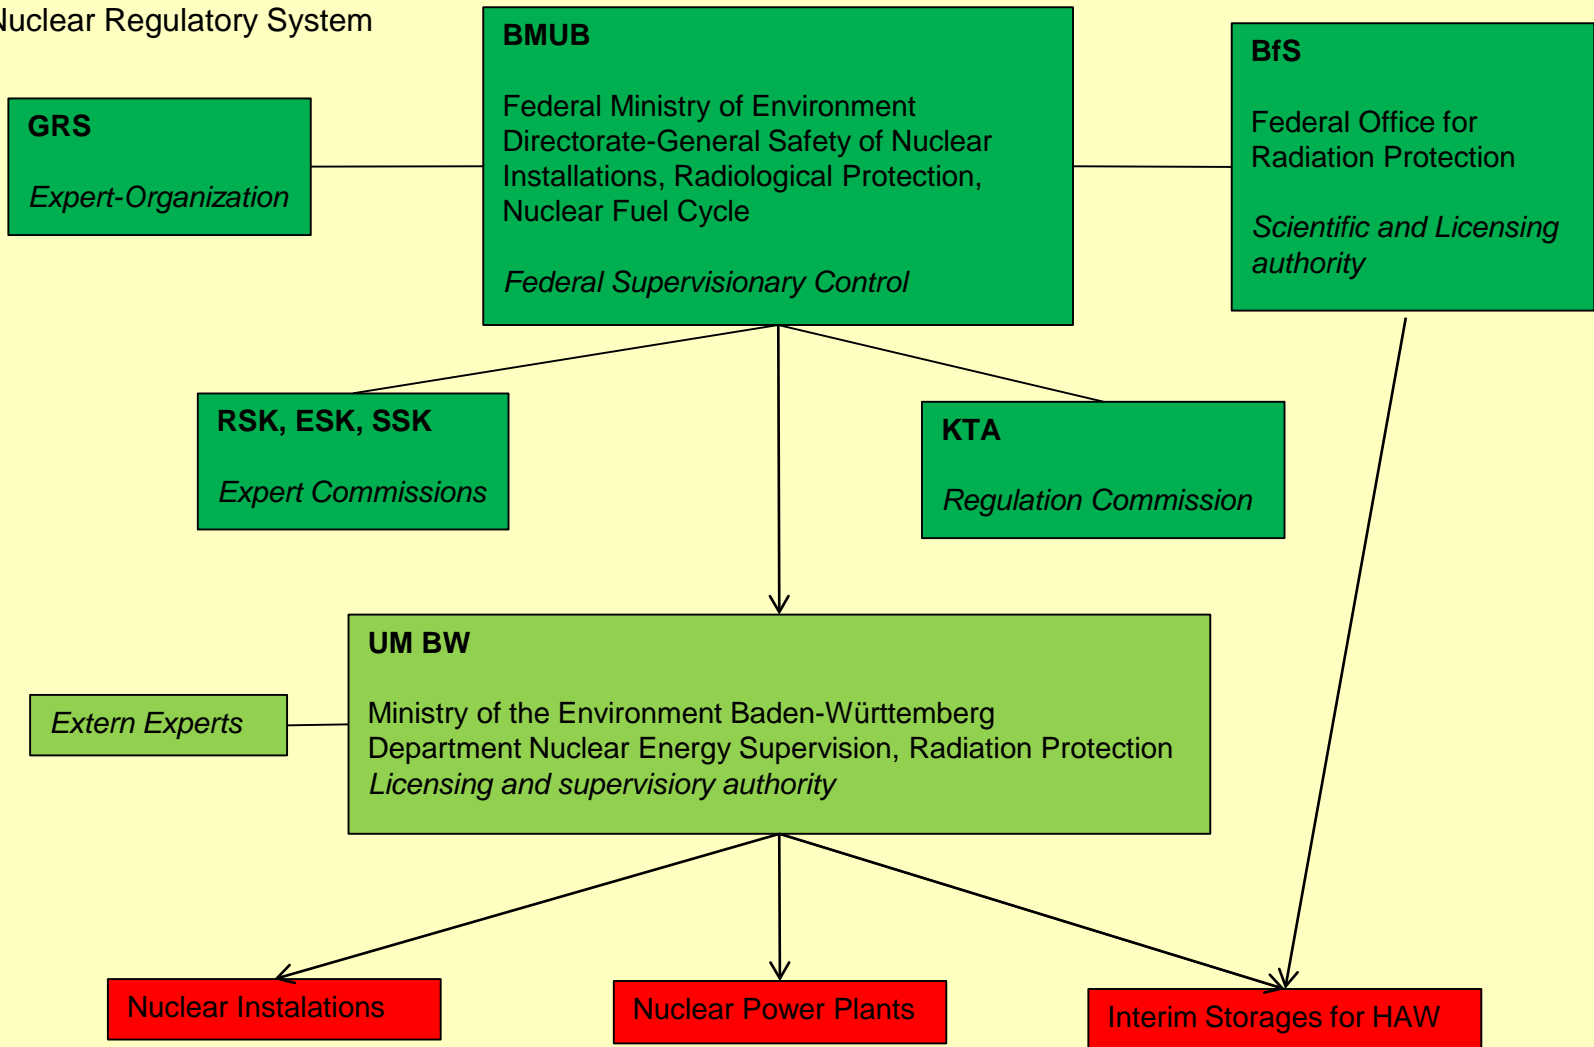 Nuclear Regulatory System
BMUB
Federal Ministry of Environment
Directorate-General Safety of Nuclear
Installations, Radiological Protection,
Nuclear Fuel Cycle
Federal Supervisionary Control
BfS
Federal Office for
Radiation Protection
Scientific and Licensing
authority
GRS
Expert-Organization
RSK, ESK, SSK
Expert Commissions
KTA
Regulation Commission
UM BW
Ministry of the Environment Baden-Württemberg
Department Nuclear Energy Supervision, Radiation Protection
Licensing and supervisiory authority
Extern Experts
Nuclear Instalations
Nuclear Power Plants
Interim Storages for HAW